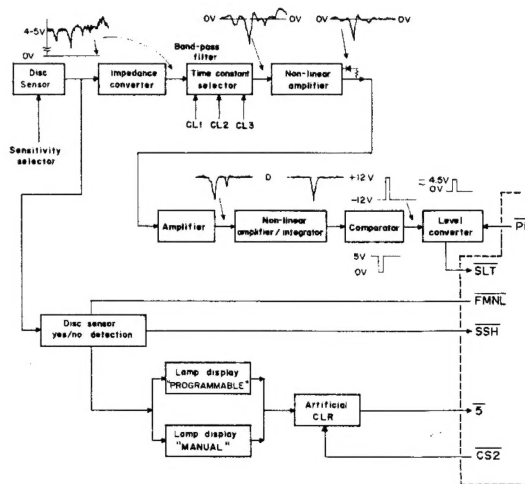 4-5V
0V
0V
0V
0V
0V
Disc
Sensor
Impedance
converter
Band-pass
filter
Time constant
selector
Non-linear
amplifier
CL1 CL2 CL3
Sensitivity
selector
D
+12V
-12V
= 4.5V
0V
Amplifier
Non-linear
amplifier/integrator
Comparator
Level
converter
5V
0V
SLT
FMNL
Disc sensor
yes/no detection
SSH
Lamp display
"PROGRAMMABLE"
Artificial
CLR
5
Lamp display
"MANUAL"
CS2